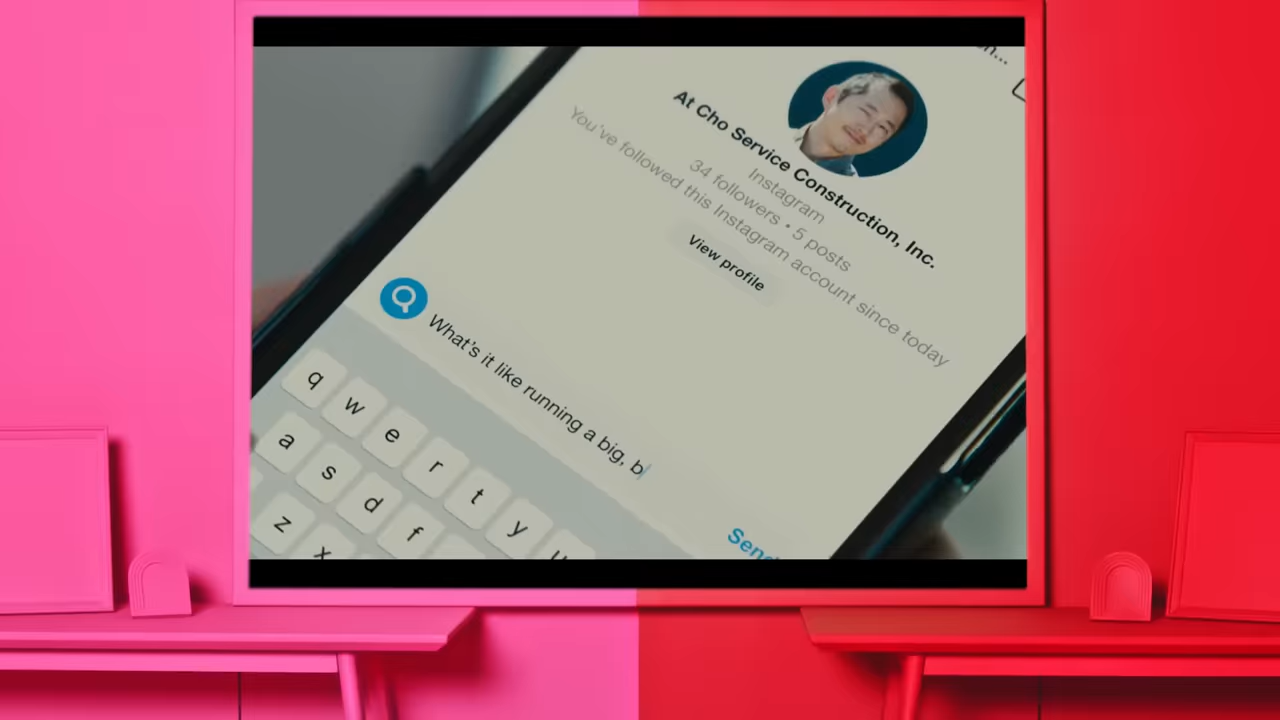 At Cho Service Construction, Inc.
Instagram
34 followers • 5 posts
You've followed this Instagram account since today
View profile
What's it like running a big, b
Send
q w e r t y u
a s d f
z x